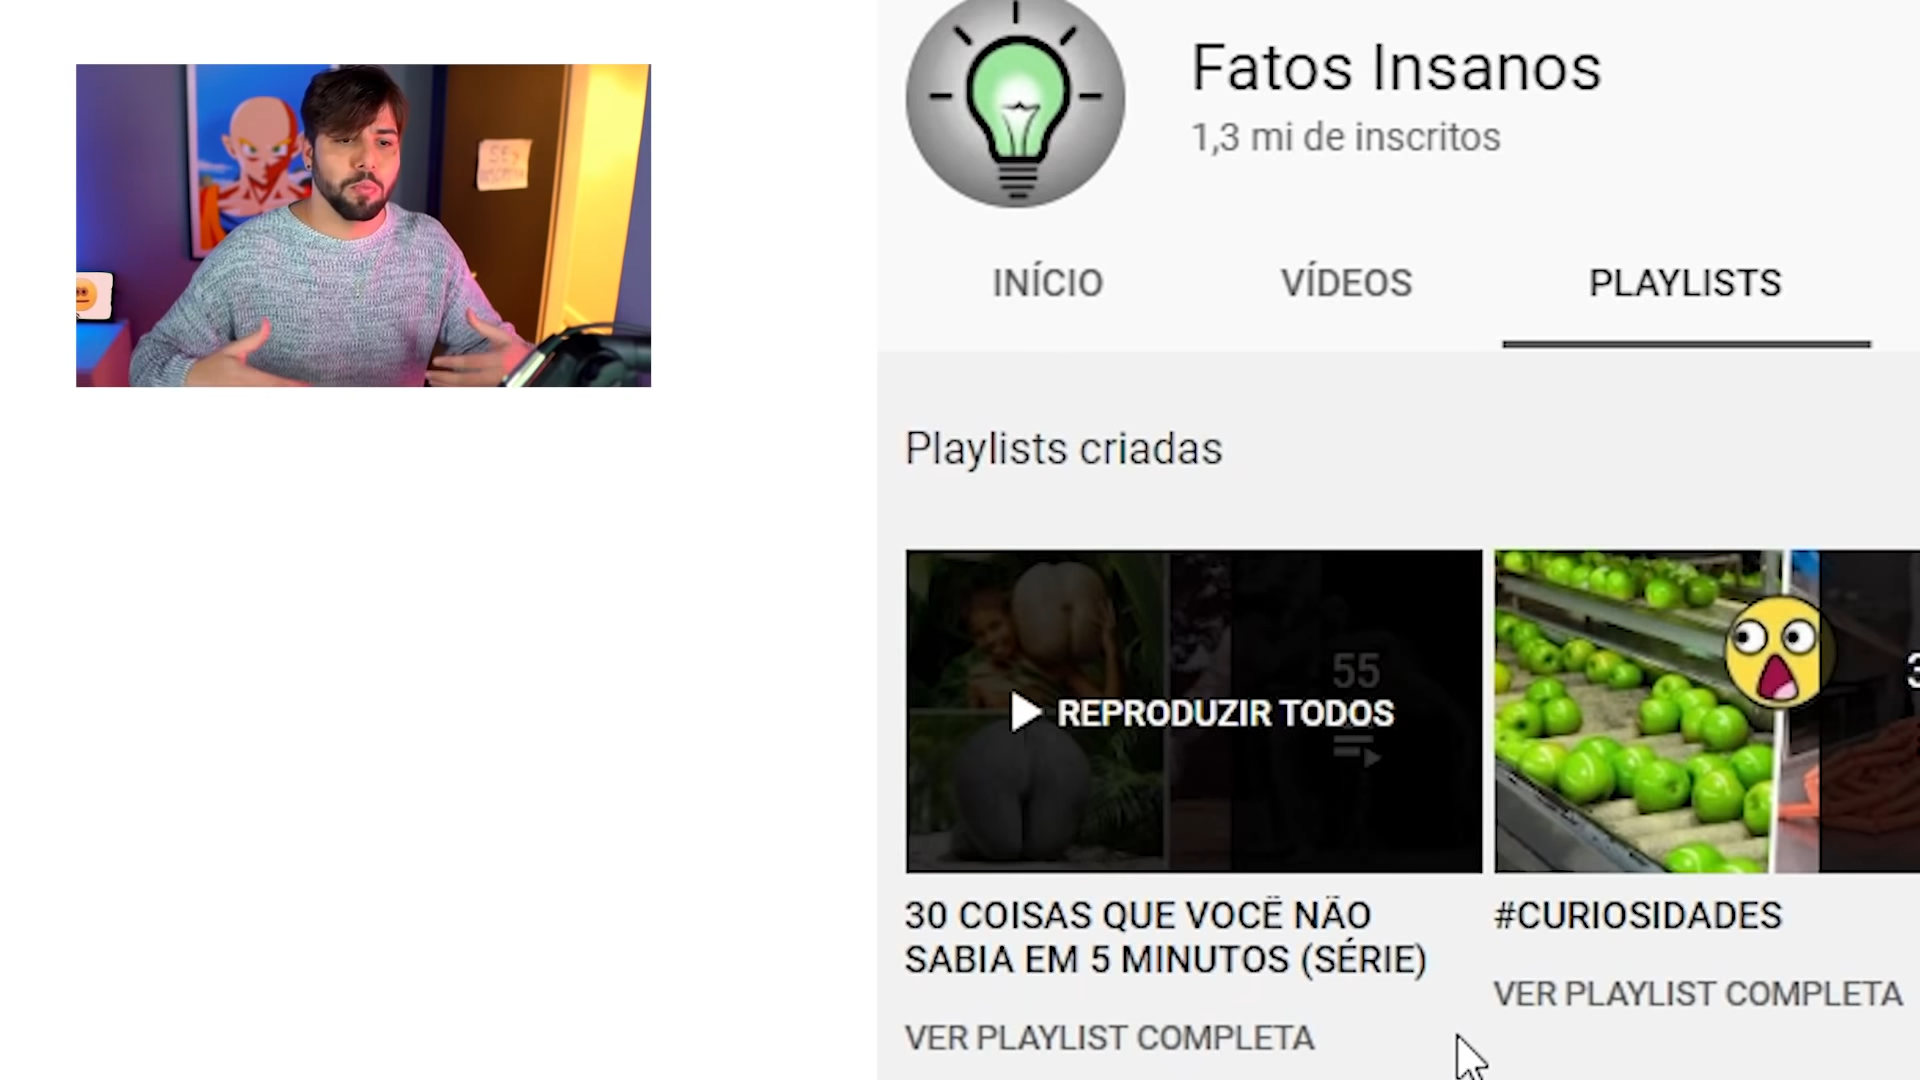 Fatos Insanos
1,3 mi de inscritos
INÍCIO
VÍDEOS
PLAYLISTS
Playlists criadas
55
REPRODUZIR TODOS
30 COISAS QUE VOCÊ NÃO
SABIA EM 5 MINUTOS (SÉRIE)
VER PLAYLIST COMPLETA
#CURIOSIDADES
VER PLAYLIST COMPLETA